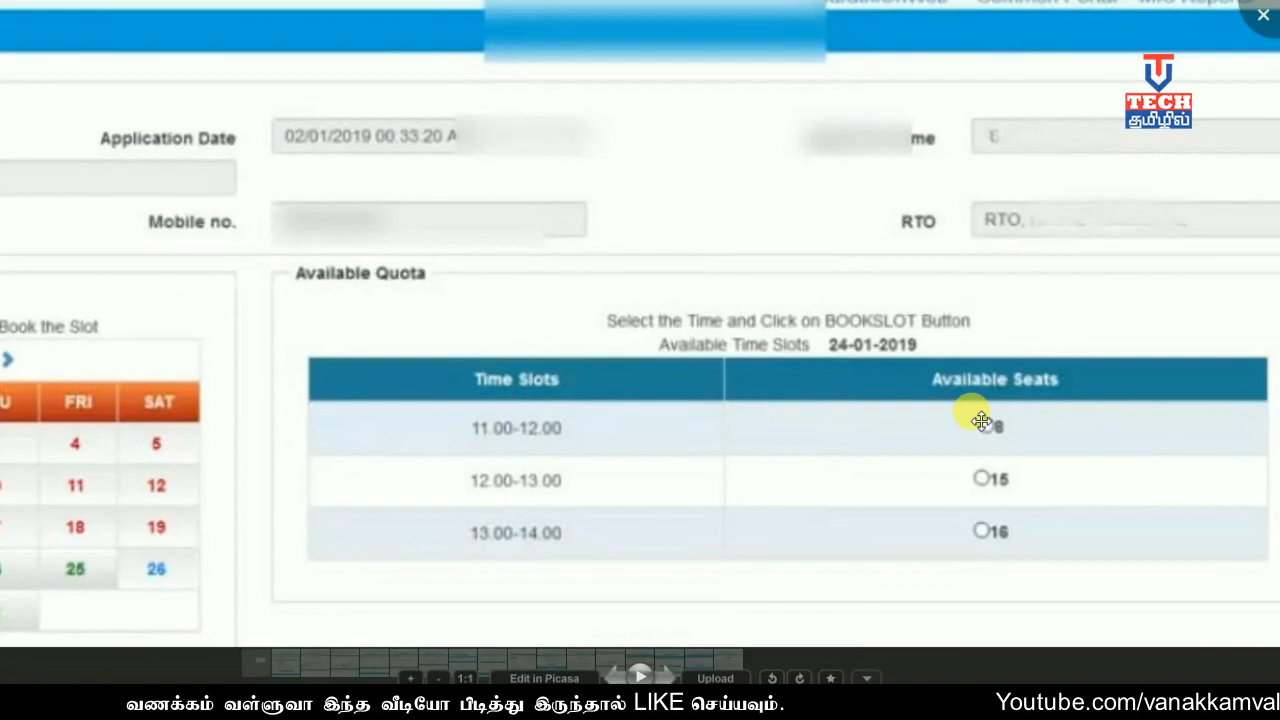 TECH
தமிழில்
Application Date
02/01/2019 00:33:20 A
me
Mobile no.
RTO
RTO,
Available Quota
Book the Slot
Select the Time and Click on BOOKSLOT Button
Available Time Slots 24-01-2019
U FRI SAT
Time Slots Available Seats
4 5
11.00-12.00 8
11 12
12.00-13.00 15
18 19
13.00-14.00 16
25 26
1:1 Edit in Picasa Upload
வணக்கம் வள்ளுவா இந்த வீடியோ பிடித்து இருந்தால் LIKE செய்யவும்.
Youtube.com/vanakkamval